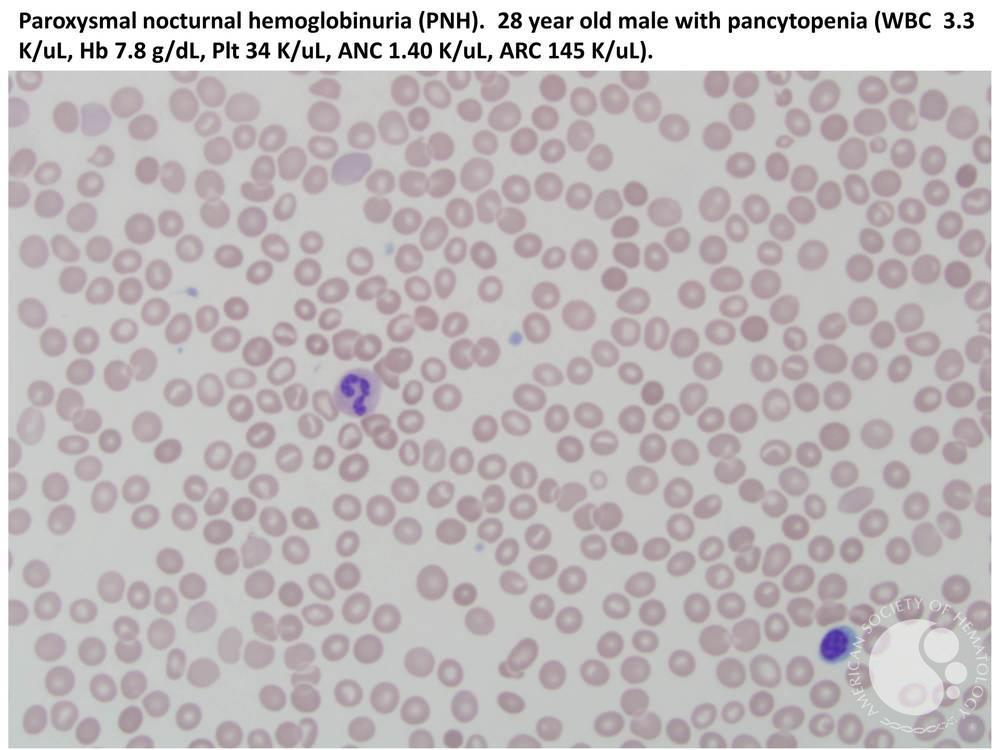 Paroxysmal nocturnal hemoglobinuria (PNH).  28 year old male with pancytopenia (WBC  3.3
K/uL, Hb 7.8 g/dL, Plt 34 K/uL, ANC 1.40 K/uL, ARC 145 K/uL).
AMERICAN SOCIETY OF HEMATOLOGY